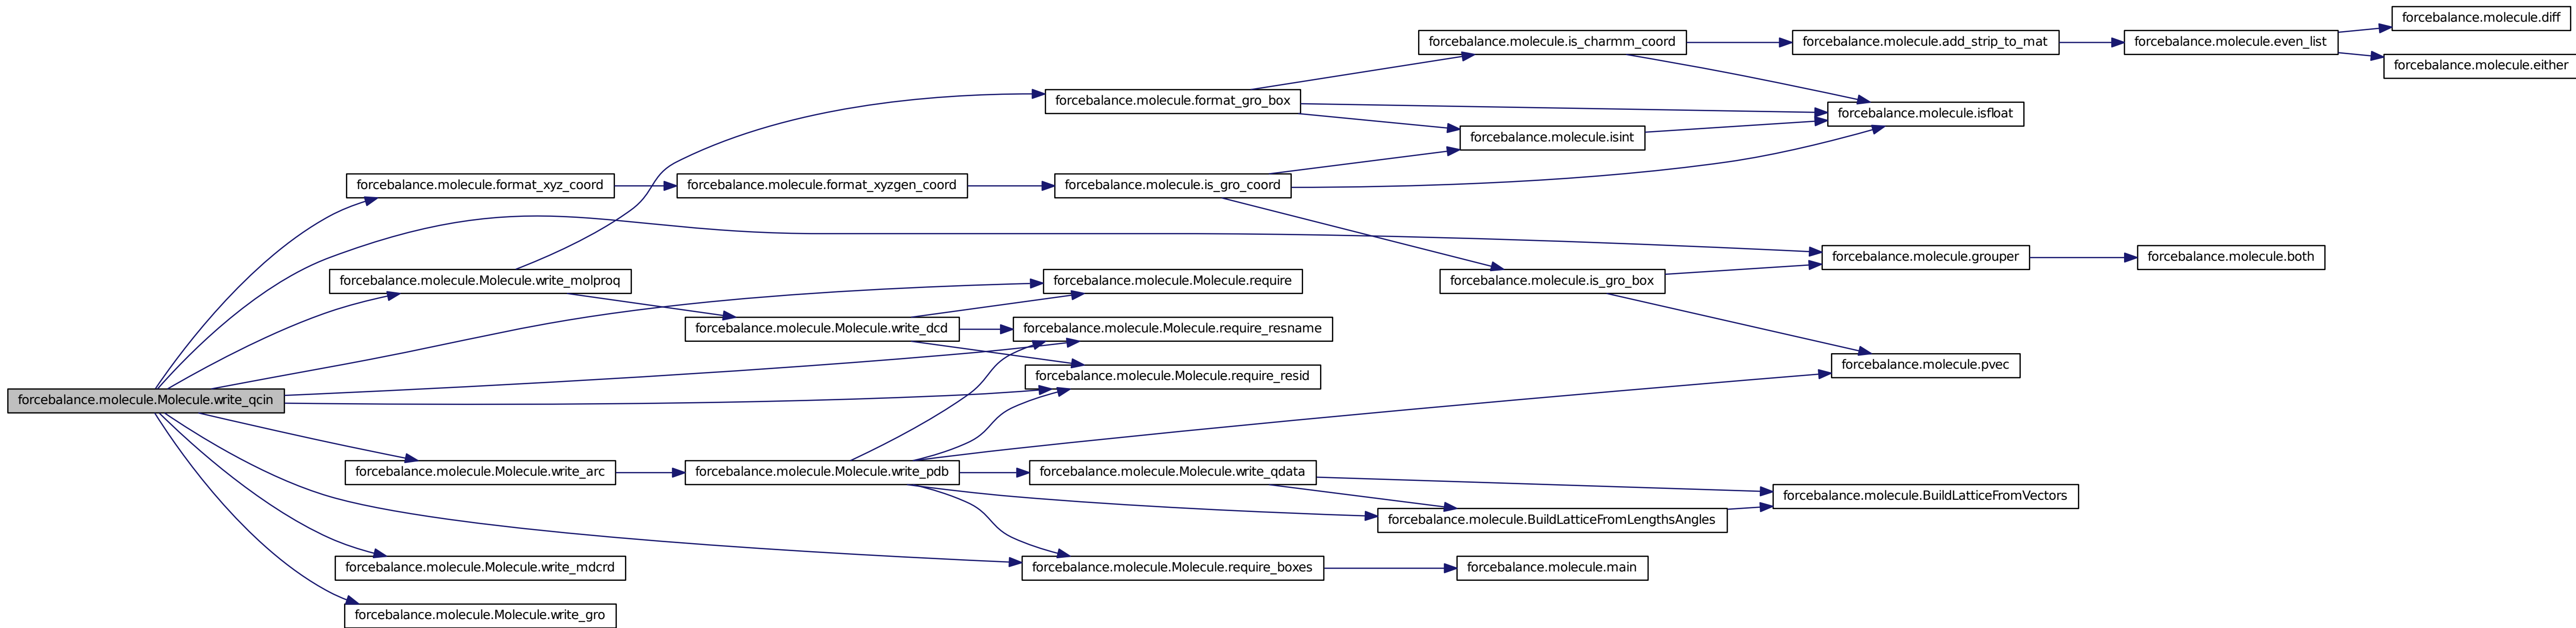 forcebalance.molecule.diff
forcebalance.molecule.is_charmm_coord
forcebalance.molecule.add_strip_to_mat
forcebalance.molecule.even_list
forcebalance.molecule.either
forcebalance.molecule.format_gro_box
forcebalance.molecule.isfloat
forcebalance.molecule.isint
forcebalance.molecule.format_xyz_coord
forcebalance.molecule.format_xyzgen_coord
forcebalance.molecule.is_gro_coord
forcebalance.molecule.grouper
forcebalance.molecule.both
forcebalance.molecule.Molecule.write_molproq
forcebalance.molecule.Molecule.require
forcebalance.molecule.is_gro_box
forcebalance.molecule.Molecule.write_dcd
forcebalance.molecule.Molecule.require_resname
forcebalance.molecule.pvec
forcebalance.molecule.Molecule.require_resid
forcebalance.molecule.Molecule.write_qcin
forcebalance.molecule.Molecule.write_arc
forcebalance.molecule.Molecule.write_pdb
forcebalance.molecule.Molecule.write_qdata
forcebalance.molecule.BuildLatticeFromVectors
forcebalance.molecule.BuildLatticeFromLengthsAngles
forcebalance.molecule.Molecule.write_mdcrd
forcebalance.molecule.Molecule.require_boxes
forcebalance.molecule.main
forcebalance.molecule.Molecule.write_gro